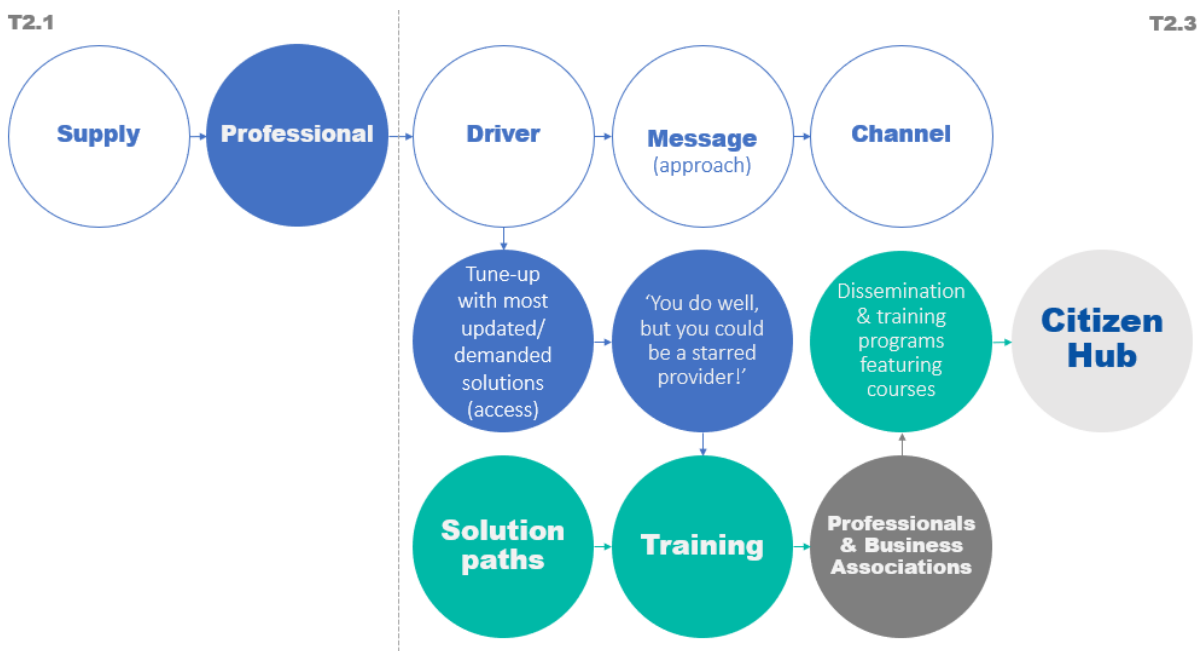 T2.1
T2.3
Supply
Professional
Driver
Message
(approach)
Channel
Tune-up
with most
updated/
demanded
solutions
(access)
‘You do well,
but you could
be a starred
provider!’
Dissemination
& training
programs
featuring
courses
Citizen
Hub
Solution
paths
Training
Professionals
& Business
Associations